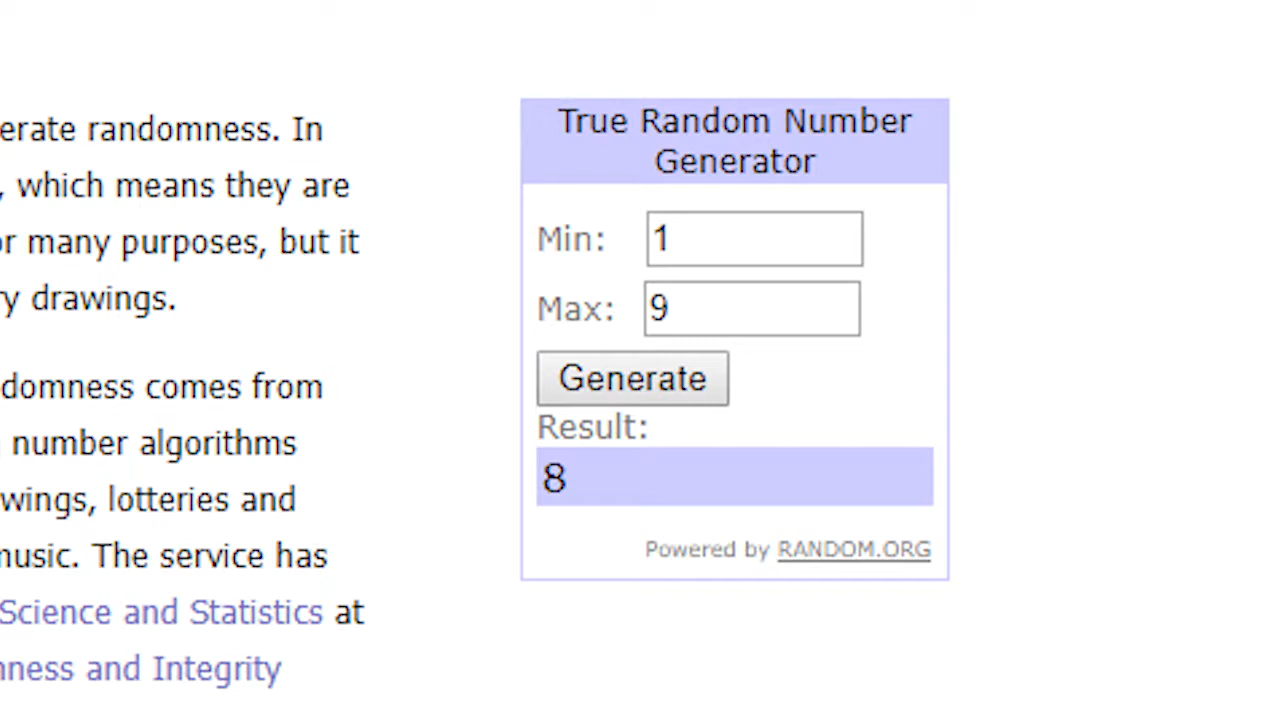 erate randomness. In
, which means they are
or many purposes, but it
ry drawings.
domness comes from
number algorithms
wings, lotteries and
music. The service has
Science and Statistics at
ness and Integrity
True Random Number
Generator
Min: 1
Max: 9
Generate
Result:
8
Powered by RANDOM.ORG